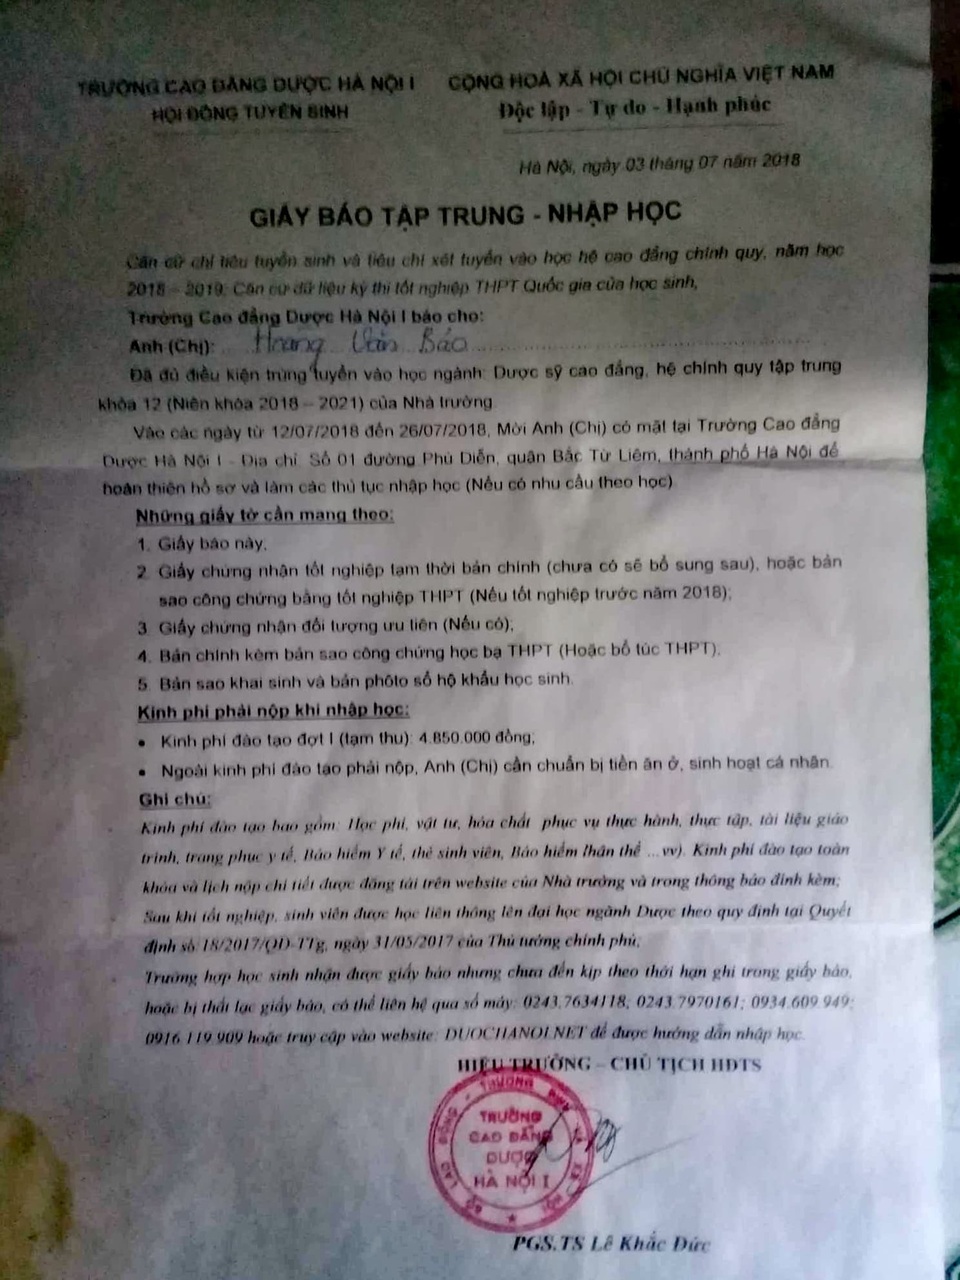 TRƯỜNG CAO ĐẲNG DƯỢC HÀ NỘI I
CỘNG HOÀ XÃ HỘI CHỦ NGHĨA VIỆT NAM
HỘI ĐỒNG TUYỂN SINH
Độc lập - Tự do - Hạnh phúc
Hà Nội, ngày 03 tháng 07 năm 2018
GIẤY BÁO TẬP TRUNG - NHẬP HỌC
Căn cứ chỉ tiêu tuyển sinh và tiêu chí xét tuyển vào học hệ cao đẳng chính quy, năm học
2018 – 2019; Căn cứ dữ liệu kỳ thi tốt nghiệp THPT Quốc gia của học sinh,
Trường Cao đẳng Dược Hà Nội I báo cho:
Anh (Chị): Hoàng Văn Bảo
Đã đủ điều kiện trúng tuyển vào học ngành: Dược sỹ cao đẳng, hệ chính quy tập trung
khóa 12 (Niên khóa 2018 – 2021) của Nhà trường.
Vào các ngày từ 12/07/2018 đến 26/07/2018, Mời Anh (Chị) có mặt tại Trường Cao đẳng
Dược Hà Nội I - Địa chỉ: Số 01 đường Phú Diễn, quận Bắc Từ Liêm, thành phố Hà Nội để
hoàn thiện hồ sơ và làm các thủ tục nhập học (Nếu có nhu cầu theo học).
Những giấy tờ cần mang theo:
1. Giấy báo này;
2. Giấy chứng nhận tốt nghiệp tạm thời bản chính (chưa có sẽ bổ sung sau), hoặc bản
sao công chứng bằng tốt nghiệp THPT (Nếu tốt nghiệp trước năm 2018);
3. Giấy chứng nhận đối tượng ưu tiên (Nếu có);
4. Bản chính kèm bản sao công chứng học bạ THPT (Hoặc bổ túc THPT);
5. Bản sao khai sinh và bản phôto sổ hộ khẩu học sinh.
Kinh phí phải nộp khi nhập học:
• Kinh phí đào tạo đợt I (tạm thu): 4.850.000 đồng;
• Ngoài kinh phí đào tạo phải nộp, Anh (Chị) cần chuẩn bị tiền ăn ở, sinh hoạt cá nhân.
Ghi chú:
Kinh phí đào tạo bao gồm: Học phí, vật tư, hóa chất phục vụ thực hành, thực tập, tài liệu giáo
trình, trang phục y tế, Bảo hiểm Y tế, thẻ sinh viên, Bảo hiểm thân thể ...vv). Kinh phí đào tạo toàn
khóa và lịch nộp chi tiết được đăng tải trên website của Nhà trường và trong thông báo đính kèm;
Sau khi tốt nghiệp, sinh viên được học liên thông lên đại học ngành Dược theo quy định tại Quyết
định số 18/2017/QĐ-TTg, ngày 31/05/2017 của Thủ tướng chính phủ;
Trường hợp học sinh nhận được giấy báo nhưng chưa đến kịp theo thời hạn ghi trong giấy báo,
hoặc bị thất lạc giấy báo, có thể liên hệ qua số máy: 0243.7634118; 0243.7970161; 0934.609.949;
0916.119.909 hoặc truy cập vào website: DUOCHANOI.NET để được hướng dẫn nhập học.
HIỆU TRƯỞNG – CHỦ TỊCH HĐTS
TRƯỜNG
CAO ĐẲNG
DƯỢC
HÀ NỘI I
PGS.TS Lê Khắc Đức